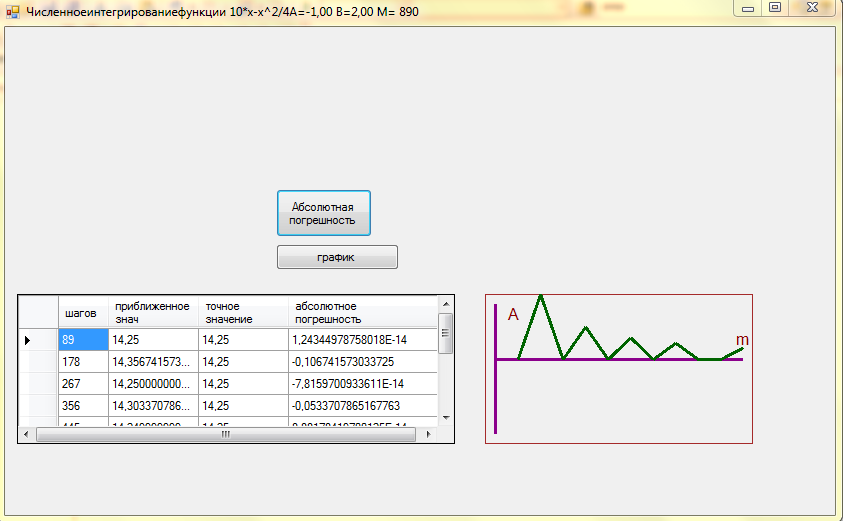 Численноеинтегрированиефункции 10*x-x^2/4A=-1,00 B=2,00 M= 890
Абсолютная
погрешность
график
шагов приближенное знач точное значение абсолютное погрешность
89 14,25 14,25 1,24344978758018E-14
178 14,356741573... 14,25 -0,106741573033725
267 14,250000000... 14,25 -7,8159700933611E-14
356 14,303370786... 14,25 -0,0533707865167763
A
m